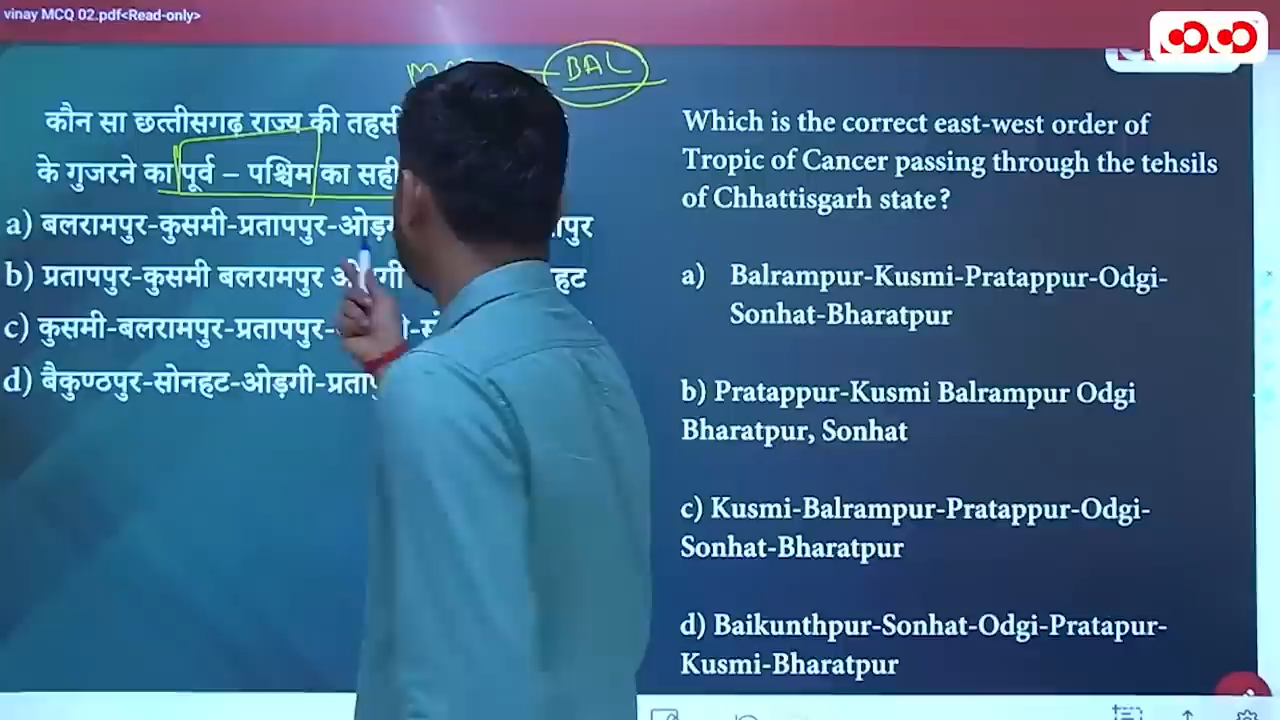 vinay MCQ 02.pdf<Read-only>
BAL
कौन सा छत्तीसगढ़ राज्य की
के गुजरने का पूर्व – पश्चिम का सही
a) बलरामपुर-कुसमी-प्रतापपुर-
b) प्रतापपुर-कुसमी बलरामपुर
c) कुसमी-बलरामपुर-प्रतापपुर-
d) बैकुण्ठपुर-सोनहट-ओड़गी-
Which is the correct east-west order of
Tropic of Cancer passing through the tehsils
of Chhattisgarh state?
a) Balrampur-Kusmi-Pratappur-Odgi-
Sonhat-Bharatpur
b) Pratappur-Kusmi Balrampur Odgi
Bharatpur, Sonhat
c) Kusmi-Balrampur-Pratappur-Odgi-
Sonhat-Bharatpur
d) Baikunthpur-Sonhat-Odgi-Pratapur-
Kusmi-Bharatpur